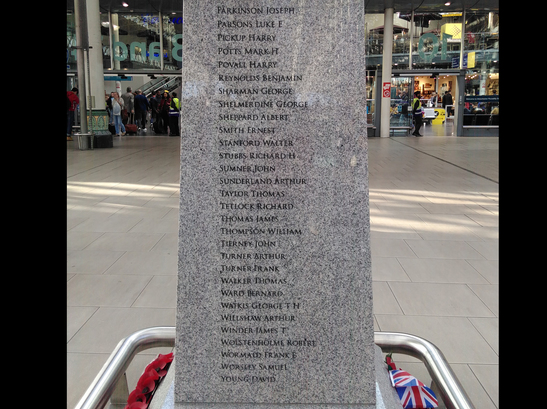 PARKINSON JOSEPH
PARSONS LUKE E
PICKUP HARRY
POTTS MARK H
POVALL HARRY
REYNOLDS BENJAMIN
SHARMAN GEORGE
SHELMERDINE GEORGE
SHEPPARD ALBERT
SMITH ERNEST
STANFORD WALTER
STUBBS RICHARD H
SUMNER JOHN
SUNDERLAND ARTHUR
TAYLOR THOMAS
TETLOCK RICHARD
THOMAS JAMES
THOMPSON WILLIAM
TIERNEY JOHN
TURNER ARTHUR
TURNER FRANK
WALKER THOMAS
WARD BERNARD
WATKIS GEORGE T H
WILLSHAW ARTHUR
WINDER JAMES T
WOLSTENHOLME ROBERT
WORMALD FRANK E
WORSLEY SAMUEL
YOUNG DAVID